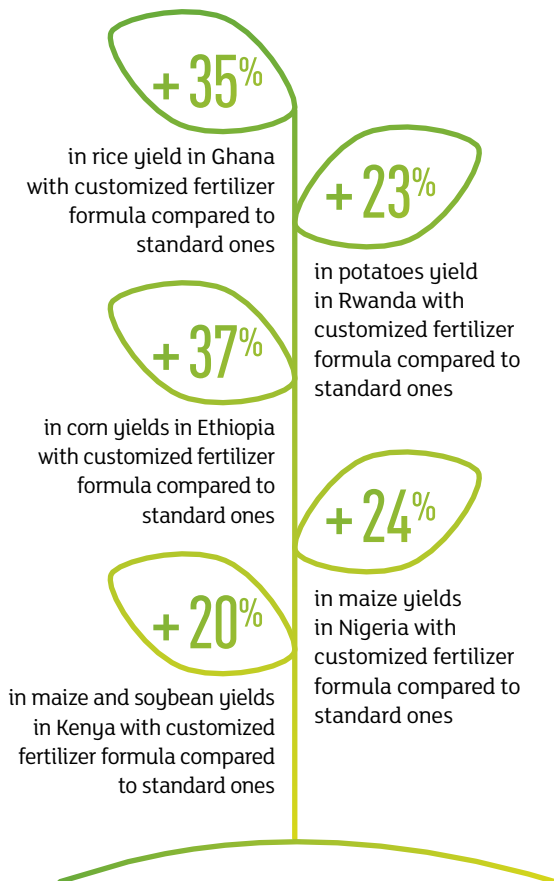 + 35%
in rice yield in Ghana
with customized fertilizer
formula compared to
standard ones
+ 23%
in potatoes yield
in Rwanda with
customized fertilizer
formula compared to
standard ones
+ 37%
in corn yields in Ethiopia
with customized fertilizer
formula compared to
standard ones
+ 24%
in maize yields
in Nigeria with
customized fertilizer
formula compared to
standard ones
+ 20%
in maize and soybean yields
in Kenya with customized
fertilizer formula compared
to standard ones